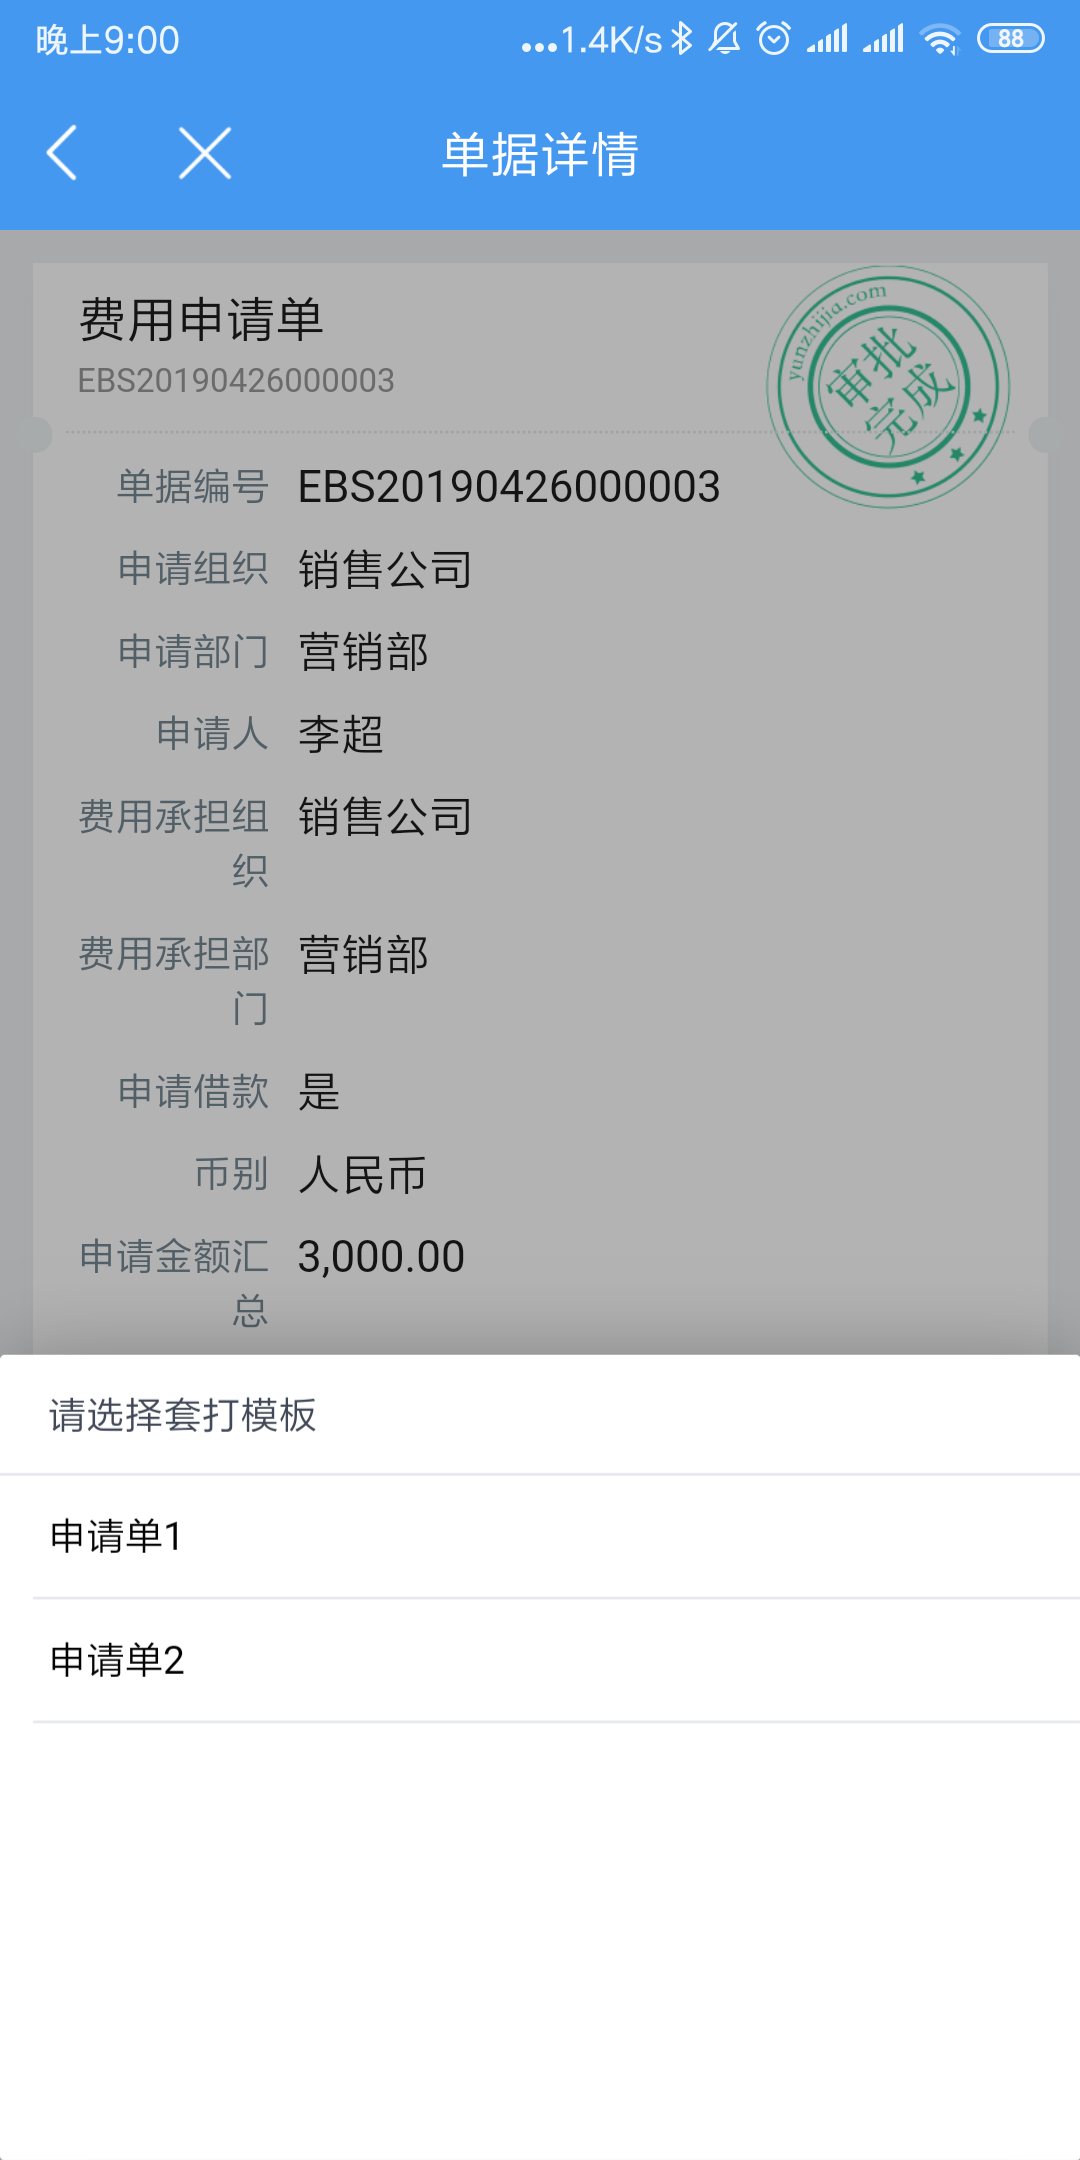 晚上9:00
...1.4K/s
88
单据详情
费用申请单
EBS20190426000003
yunzhijia.com
审批
完成
单据编号 EBS20190426000003
申请组织 销售公司
申请部门 营销部
申请人 李超
费用承担组 销售公司
织
费用承担部 营销部
门
申请借款 是
币别 人民币
申请金额汇 3,000.00
总
请选择套打模板
申请单1
申请单2